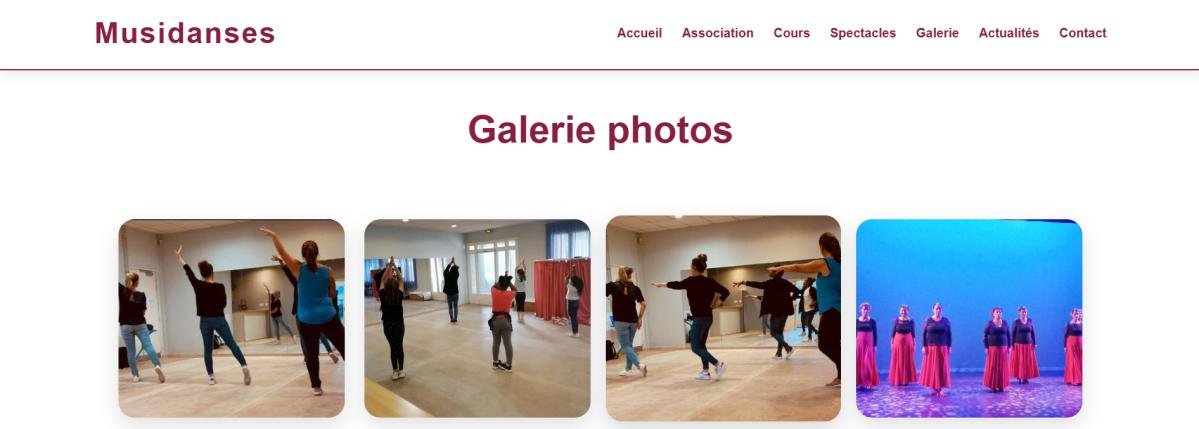 Musidanses
Accueil Association Cours Spectacles Galerie Actualités Contact
Galerie photos